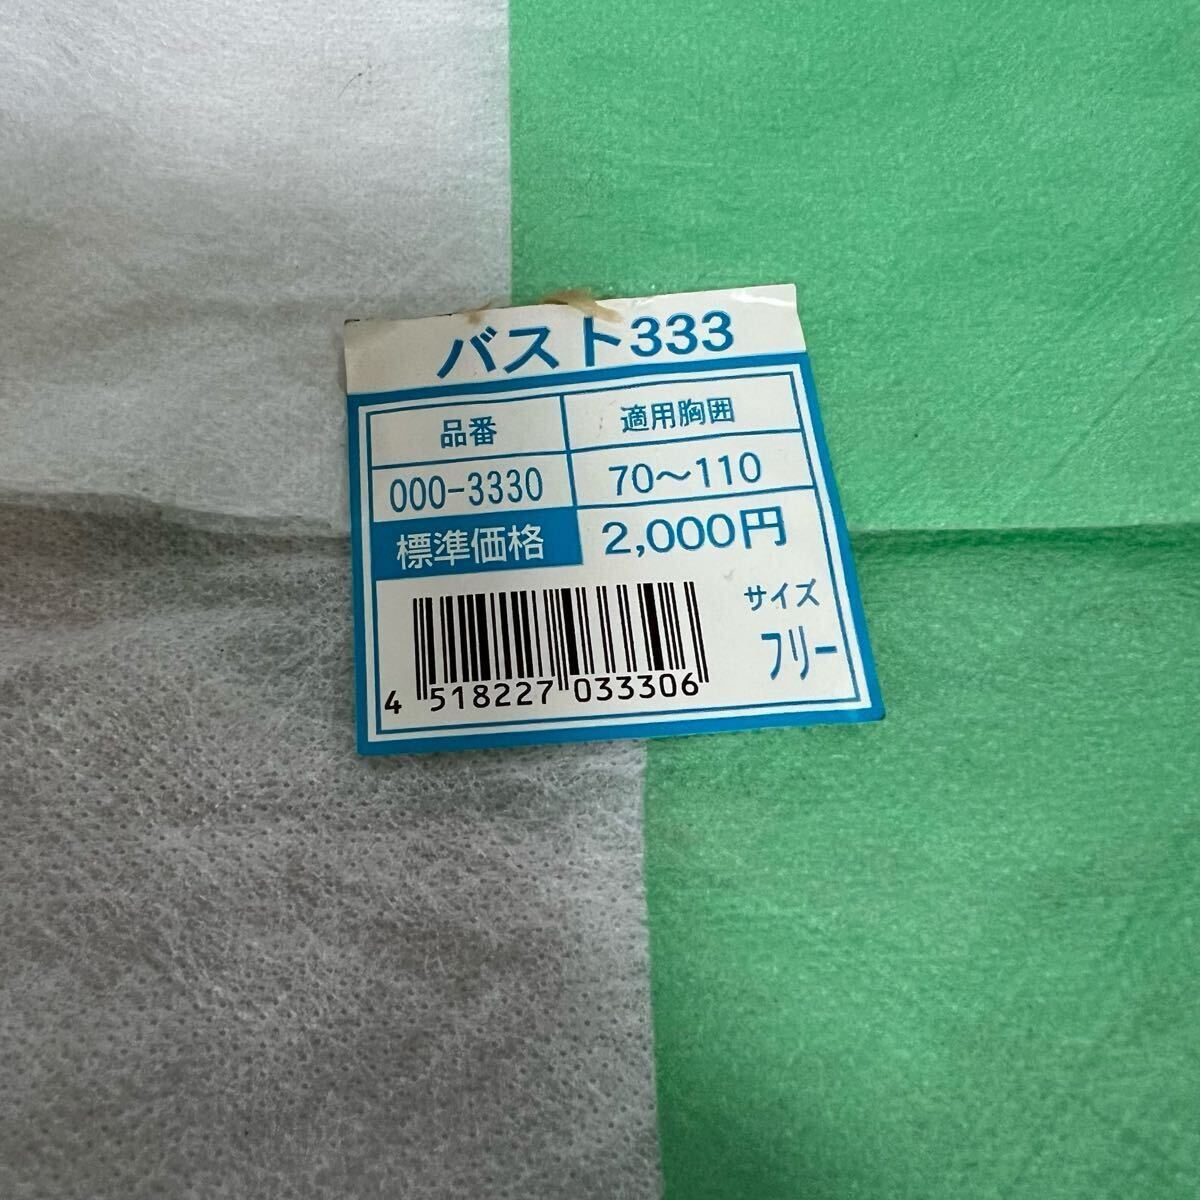 バスト333
品番 適用胸囲
000-3330 70～110
標準価格 2,000円
サイズ
フリー
4 518227 033306